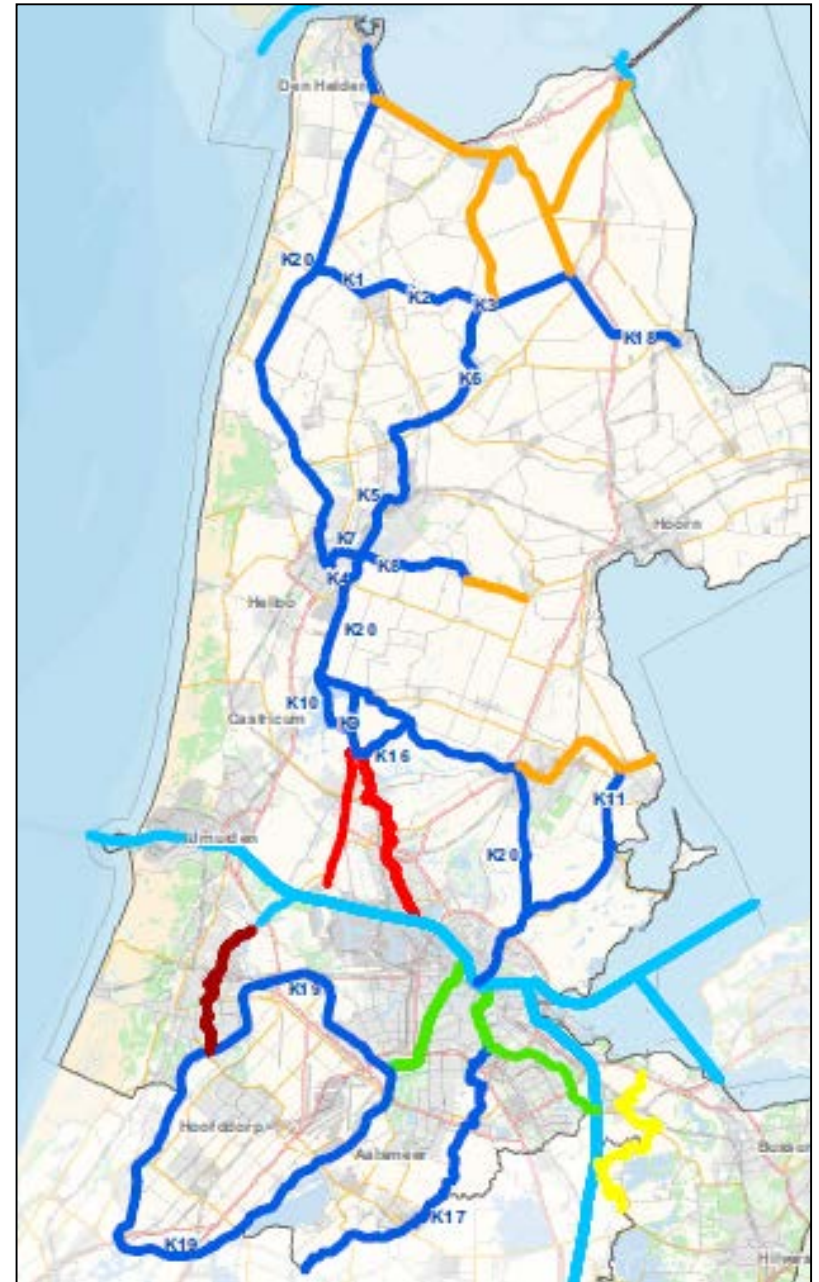 Den Helder
K20
K1
K2
K3
K18
K6
K5
Hoorn
K7
K8
K4
Heiloo
K20
K10
Castricum
K9
K16
K11
IJmuiden
K20
K19
Hoofddorp
Aalsmeer
K17
K19